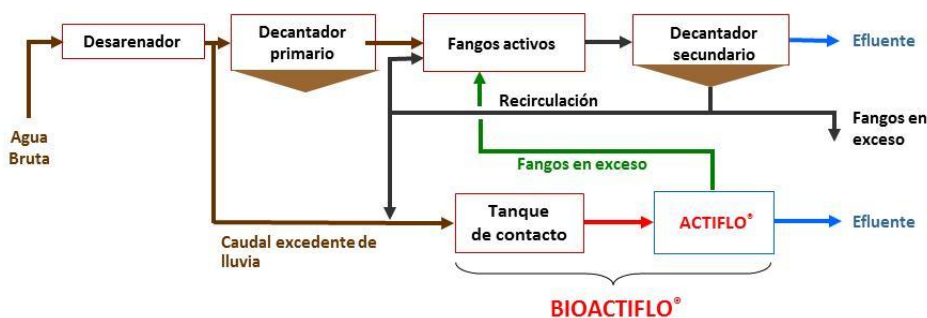 Desarenador
Decantador
primario
Fangos activos
Decantador
secundario
Efluente
Recirculación
Agua
Bruta
Fangos en
exceso
Fangos en exceso
Tanque
de contacto
ACTIFLO®
Efluente
Caudal excedente de
lluvia
BIOACTIFLO®